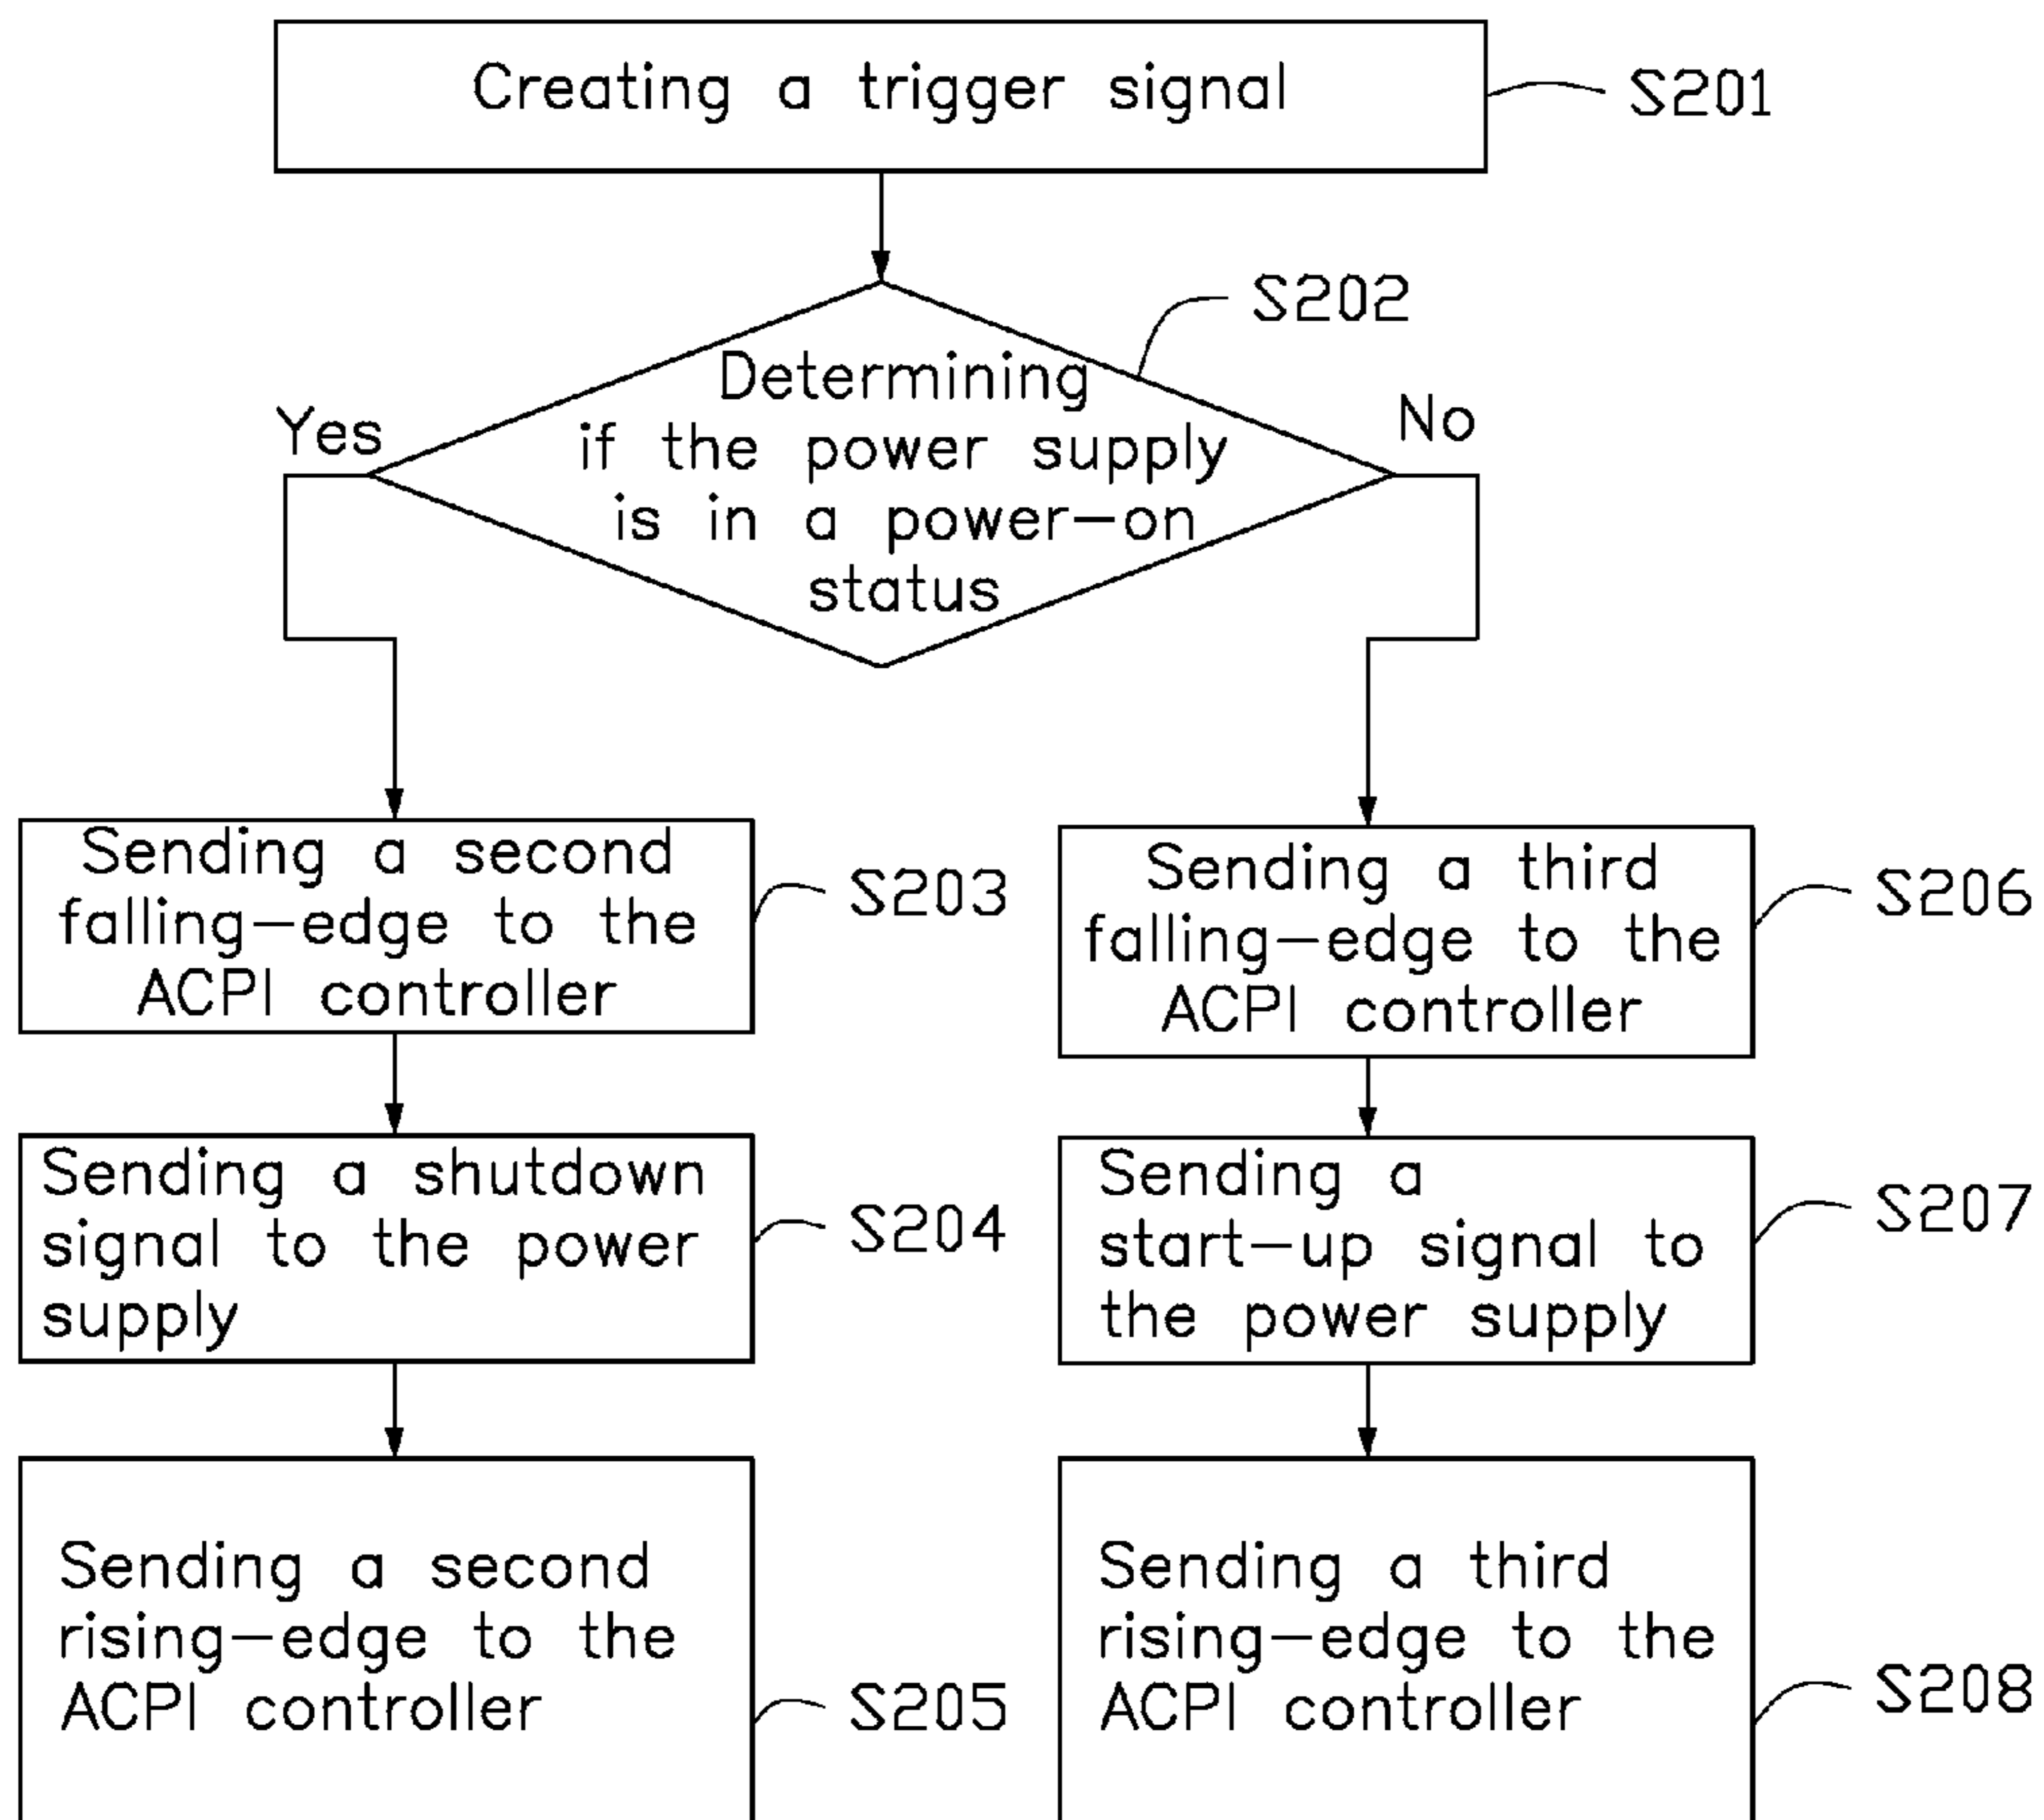 Creating a trigger signal
S201
S202
Determining
if the power supply
is in a power-on
status
Yes
No
Sending a second
falling-edge to the
ACPI controller
S203
Sending a shutdown
signal to the power
supply
S204
Sending a second
rising-edge to the
ACPI controller
S205
Sending a third
falling-edge to the
ACPI controller
S206
Sending a
start-up signal to
the power supply
S207
Sending a third
rising-edge to the
ACPI controller
S208